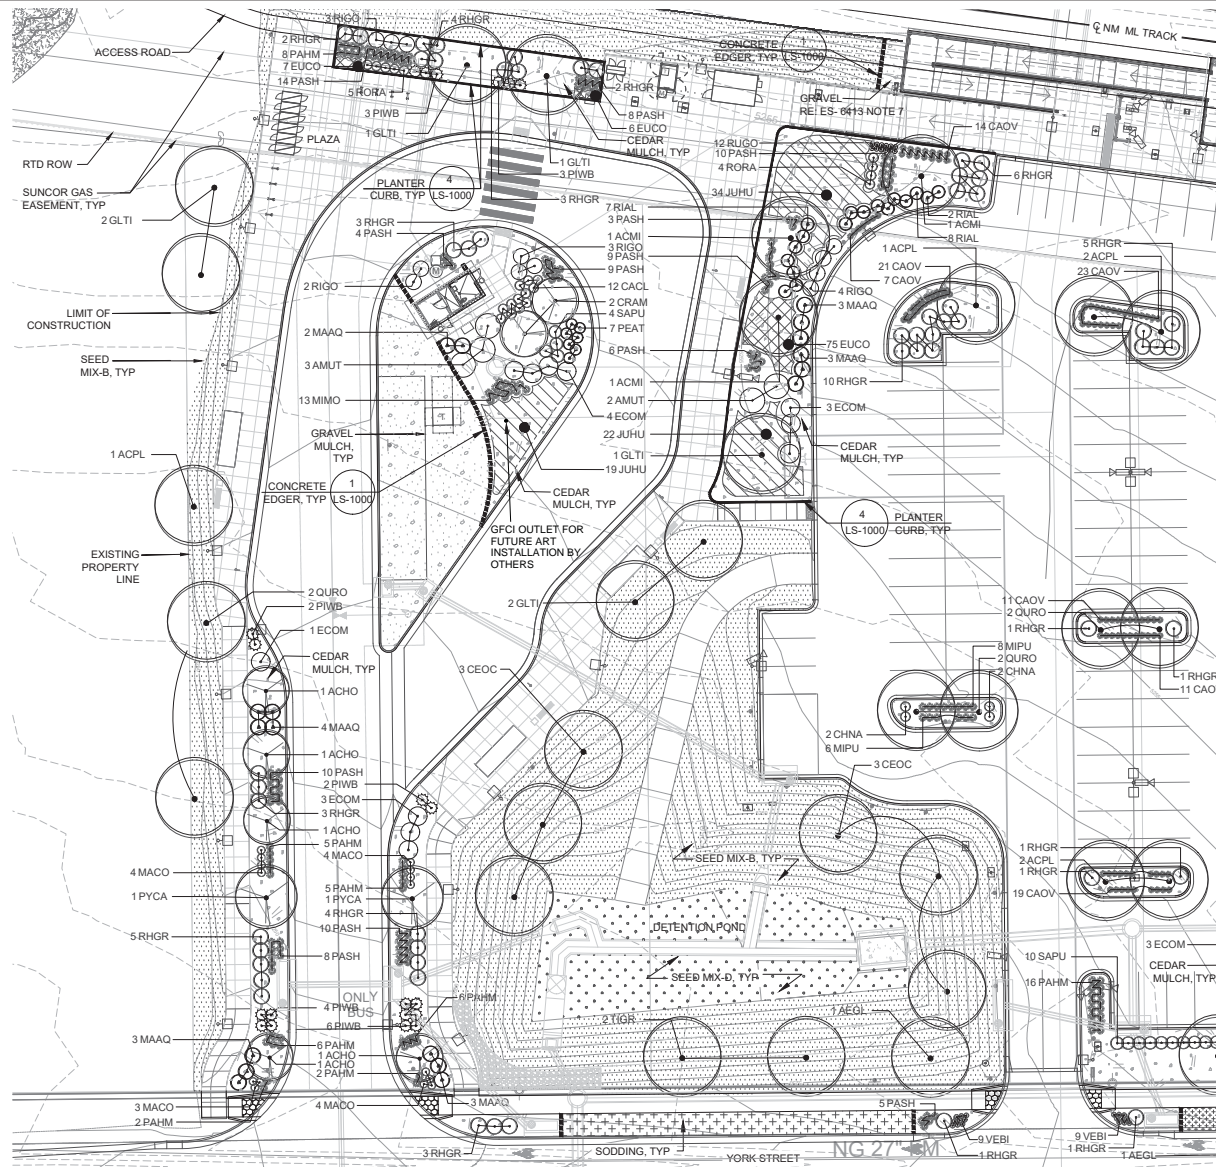 3 RIGO
4 RHGR
2 RHGR
8 PAHM
7 EUCO
14 PASH
5 RORA
3 PIWB
1 GLTI
ACCESS ROAD
PLAZA
RTD ROW
SUNCOR GAS
EASEMENT, TYP
2 GLTI
CONCRETE
EDGER, TYP
1
LS-1000
℄ NM ML TRACK
GRAVEL
RE: ES- 6413 NOTE 7
2 RHGR
8 PASH
6 EUCO
CEDAR
MULCH, TYP
1 GLTI
3 PIWB
3 RHGR
PLANTER
CURB, TYP
4
LS-1000
14 CAOV
12 RUGO
10 PASH
4 RORA
34 JUHU
6 RHGR
7 RIAL
3 PASH
1 ACMI
3 RIGO
9 PASH
9 PASH
12 CACL
2 CRAM
4 SAPU
7 PEAT
6 PASH
1 ACMI
2 AMUT
4 ECOM
22 JUHU
1 GLTI
19 JUHU
3 RHGR
4 PASH
2 RIGO
2 MAAQ
3 AMUT
13 MIMO
GRAVEL
MULCH,
TYP
CONCRETE
EDGER, TYP
1
LS-1000
CEDAR
MULCH, TYP
GFCI OUTLET FOR
FUTURE ART
INSTALLATION BY
OTHERS
2 RIAL
1 ACMI
8 RIAL
1 ACPL
21 CAOV
7 CAOV
4 RIGO
3 MAAQ
75 EUCO
3 MAAQ
10 RHGR
3 ECOM
CEDAR
MULCH, TYP
4
LS-1000
PLANTER
CURB, TYP
5 RHGR
2 ACPL
23 CAOV
LIMIT OF
CONSTRUCTION
SEED
MIX-B, TYP
1 ACPL
EXISTING
PROPERTY
LINE
2 QURO
2 PIWB
1 ECOM
CEDAR
MULCH, TYP
1 ACHO
4 MAAQ
1 ACHO
10 PASH
2 PIWB
3 ECOM
3 RHGR
1 ACHO
5 PAHM
4 MACO
4 MACO
1 PYCA
5 RHGR
5 PAHM
1 PYCA
4 RHGR
10 PASH
8 PASH
ONLY
BUS
4 PIWB
6 PAHM
6 PIWB
3 MAAQ
6 PAHM
1 ACHO
1 ACHO
2 PAHM
3 MACO
2 PAHM
4 MACO
3 MAAQ
3 RHGR
2 GLTI
3 CEOC
3 CEOC
11 CAOV
2 QURO
1 RHGR
1 RHGR
8 MIPU
2 QURO
2 CHNA
2 CHNA
6 MIPU
SEED MIX-B, TYP
DETENTION POND
SEED MIX-D, TYP
2 TIGR
1 AEGL
1 RHGR
2 ACPL
1 RHGR
19 CAOV
3 ECOM
10 SAPU
16 PAHM
CEDAR
MULCH, TYP
5 PASH
SODDING, TYP
YORK STREET
9 VEBI
1 RHGR
9 VEBI
1 RHGR
1 AEGL